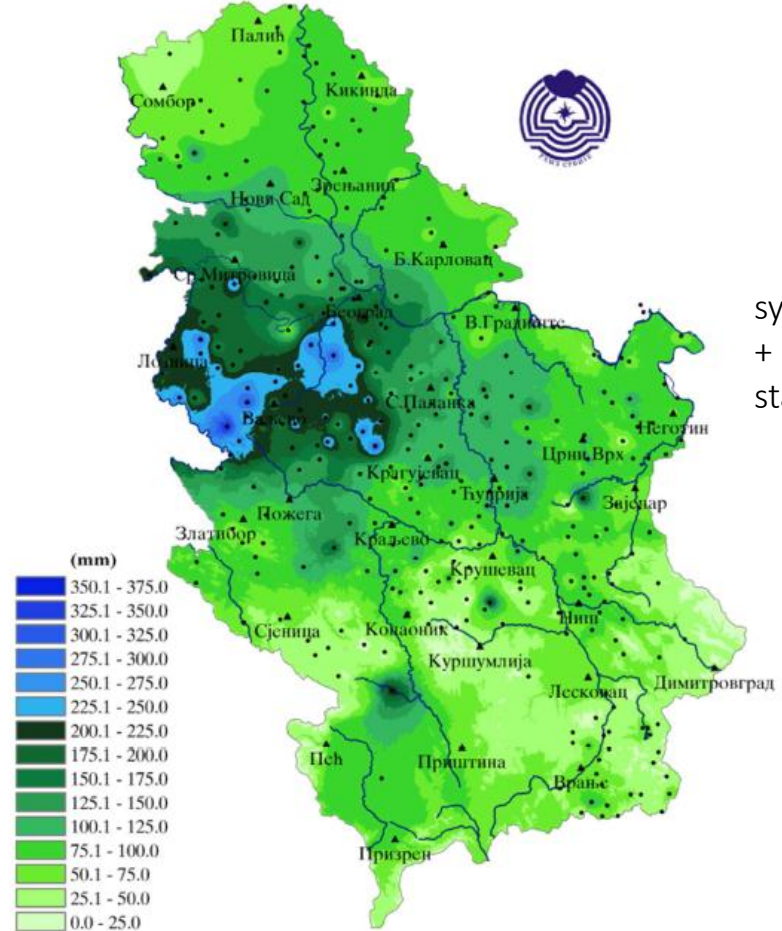 Палић
Сомбор
Кикинда
Зрењанин
Нови Сад
Б.Карловац
Ср.Митровица
Београд
В.Градиште
Лозница
Ваљево
С.Паланка
Неготин
Црни Врх
Крагујевац
Ћуприја
Зајечар
Пожега
Златибор
Краљево
Крушевац
Ниш
Сјеница
Копаоник
Куршумлија
Димитровград
Лесковац
Пећ
Приштина
Врање
Призрен
sy
+
sta
(mm)
350.1 - 375.0
325.1 - 350.0
300.1 - 325.0
275.1 - 300.0
250.1 - 275.0
225.1 - 250.0
200.1 - 225.0
175.1 - 200.0
150.1 - 175.0
125.1 - 150.0
100.1 - 125.0
75.1 - 100.0
50.1 - 75.0
25.1 - 50.0
0.0 - 25.0